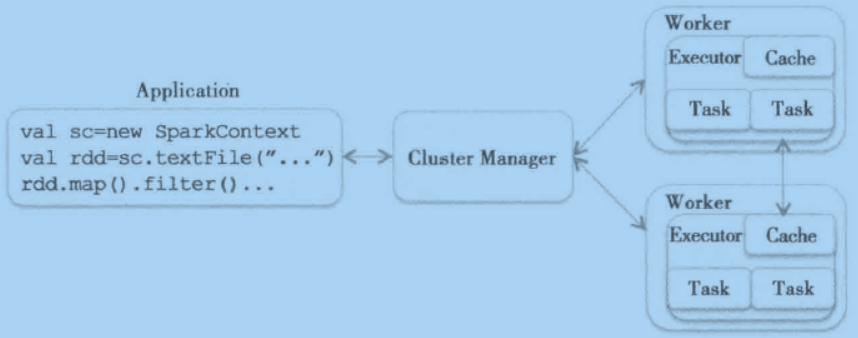 Application
val sc=new SparkContext
val rdd=sc.textFile("...")
rdd.map().filter()...
Cluster Manager
Worker
Executor Cache
Task Task
Worker
Executor Cache
Task Task